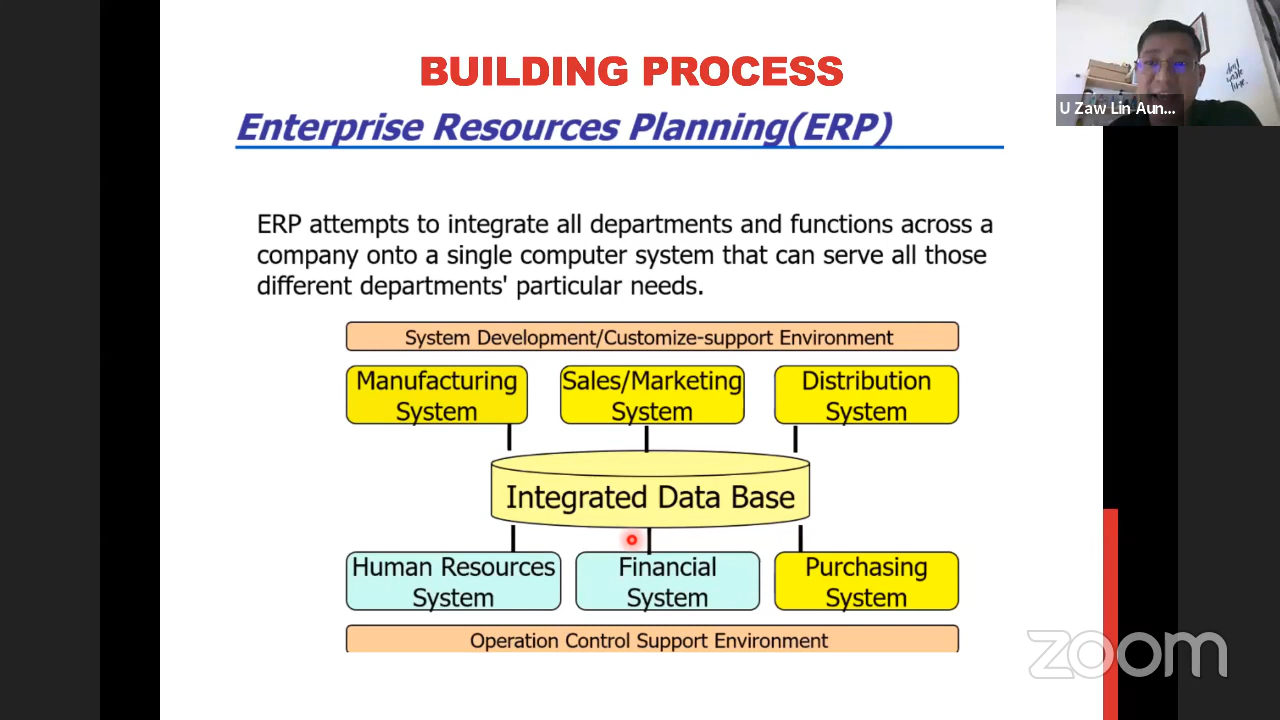 BUILDING PROCESS
Enterprise Resources Planning(ERP)
ERP attempts to integrate all departments and functions across a
company onto a single computer system that can serve all those
different departments' particular needs.
System Development/Customize-support Environment
Manufacturing
System
Sales/Marketing
System
Distribution
System
Integrated Data Base
Human Resources
System
Financial
System
Purchasing
System
Operation Control Support Environment
U Zaw Lin Aun...
don't
waste
time.
zoom